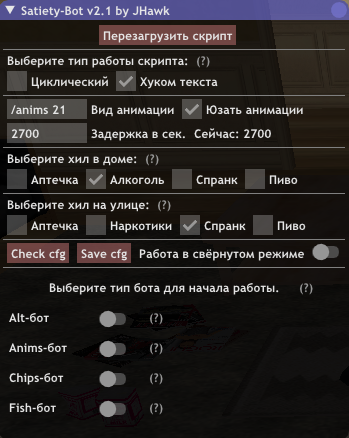 Satiety-Bot v2.1 by JHawk
Перезагрузить скрипт
Выберите тип работы скрипта: (?)
Циклический Хуком текста
/anims 21 Вид анимации Юзать анимации
2700 Задержка в сек. Сейчас: 2700
Выберите хил в доме: (?)
Аптечка Алкоголь Спранк Пиво
Выберите хил на улице: (?)
Аптечка Наркотики Спранк Пиво
Check cfg Save cfg Работа в свёрнутом режиме
Выберите тип бота для начала работы. (?)
Alt-бот (?)
Anims-бот (?)
Chips-бот (?)
Fish-бот (?)